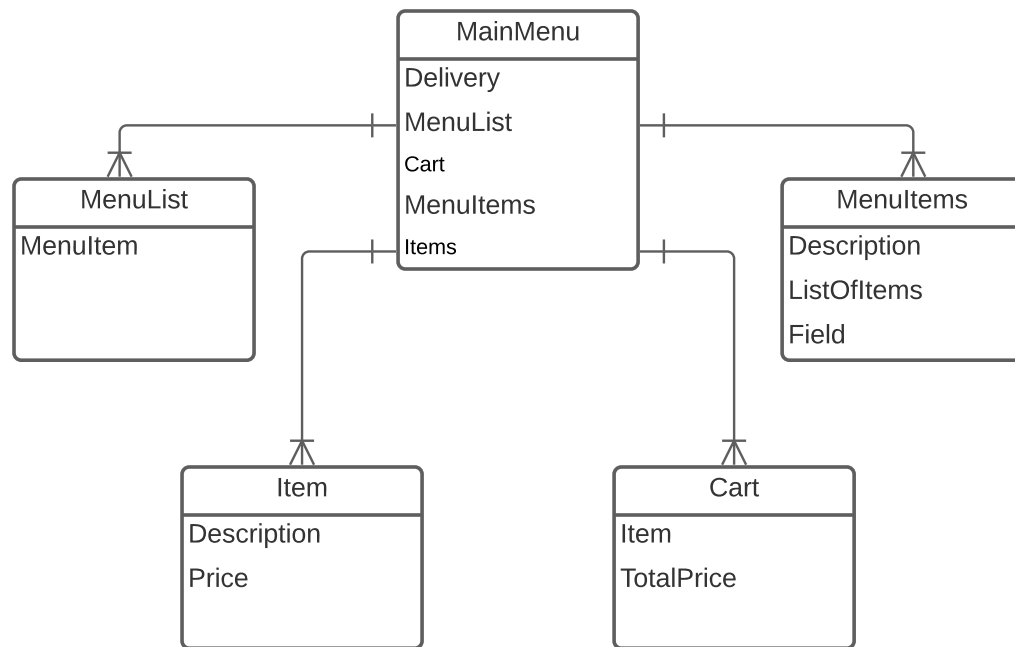 MainMenu
Delivery
MenuList
Cart
MenuItems
Items
MenuList
MenuItem
MenuItems
Description
ListOfItems
Field
Item
Description
Price
Cart
Item
TotalPrice